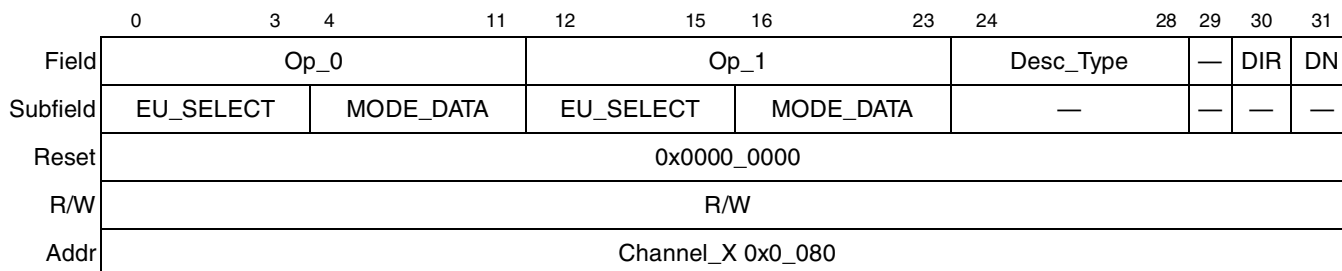 0 3 4 11 12 15 16 23 24 28 29 30 31
Field Op_0 Op_1 Desc_Type — DIR DN
Subfield EU_SELECT MODE_DATA EU_SELECT MODE_DATA — — — —
Reset 0x0000_0000
R/W R/W
Addr Channel_X 0x0_080